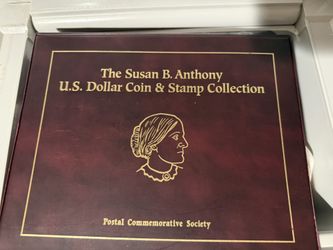 The Susan B. Anthony
U.S. Dollar Coin & Stamp Collection
Postal Commemorative Society